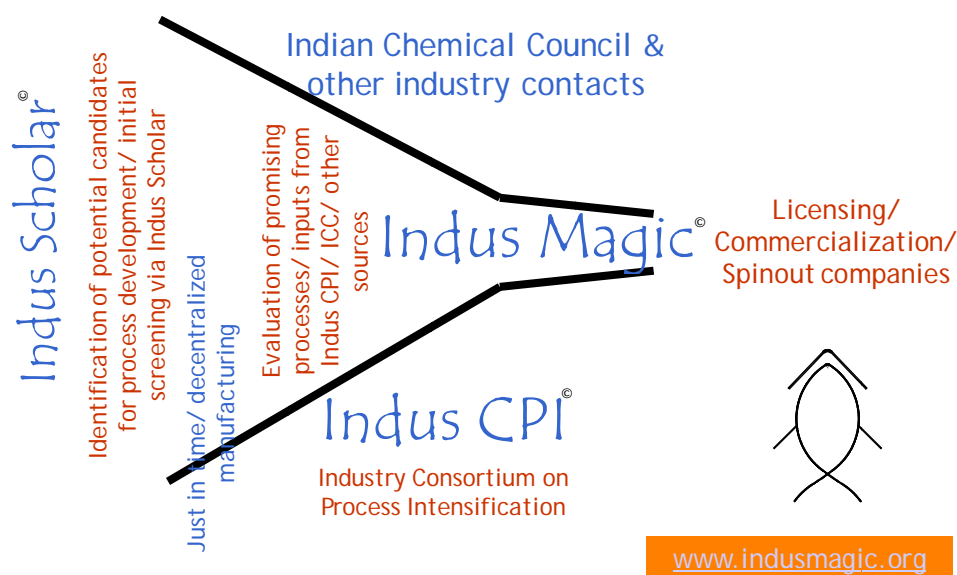 Indus Scholar©
Identification of potential candidates
for process development/ initial
screening via Indus Scholar
Just in time/ decentralized
manufacturing
Evaluation of promising
processes/ inputs from
Indus CPI/ ICC/ other
sources
Indian Chemical Council &
other industry contacts
Indus Magic©
Licensing/
Commercialization/
Spinout companies
Indus CPI©
Industry Consortium on
Process Intensification
www.indusmagic.org